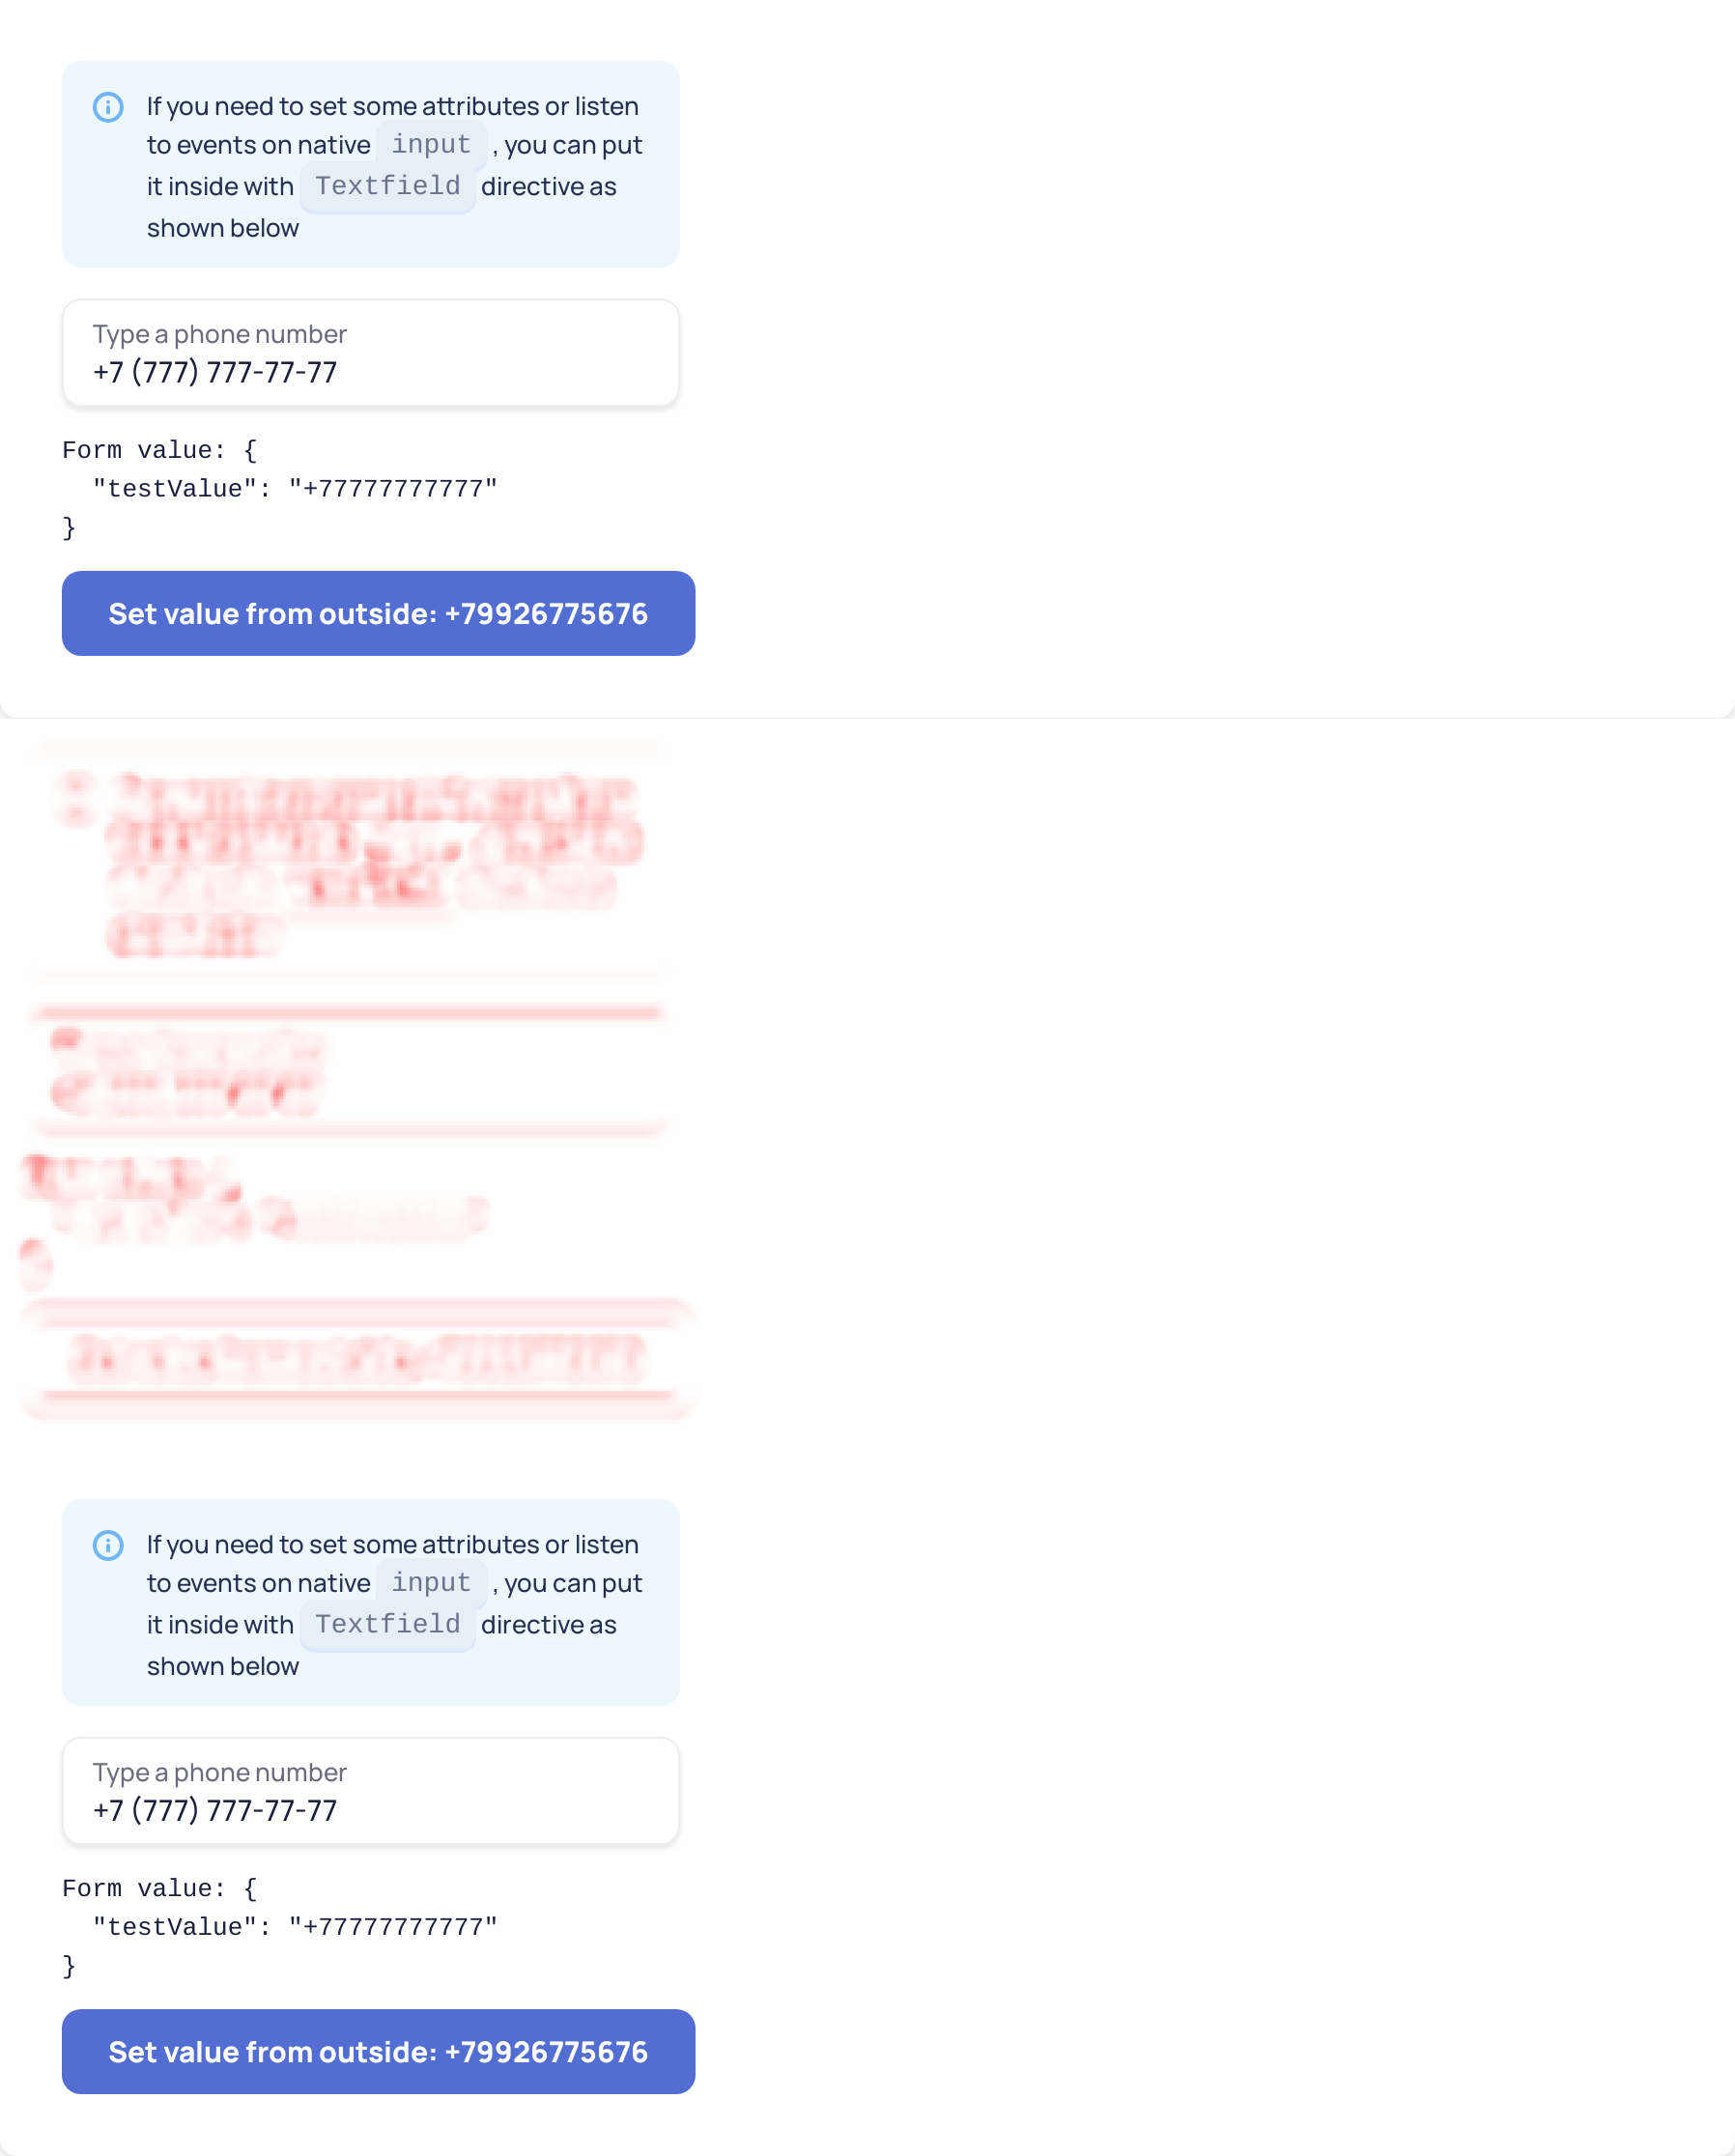 If you need to set some attributes or listen
to events on native input , you can put
it inside with Textfield directive as
shown below
Type a phone number
+7 (777) 777-77-77
Form value: {
  "testValue": "+77777777777"
}
Set value from outside: +79926775676
If you need to set some attributes or listen
to events on native input , you can put
it inside with Textfield directive as
shown below
Type a phone number
+7 (777) 777-77-77
Form value: {
  "testValue": "+77777777777"
}
Set value from outside: +79926775676